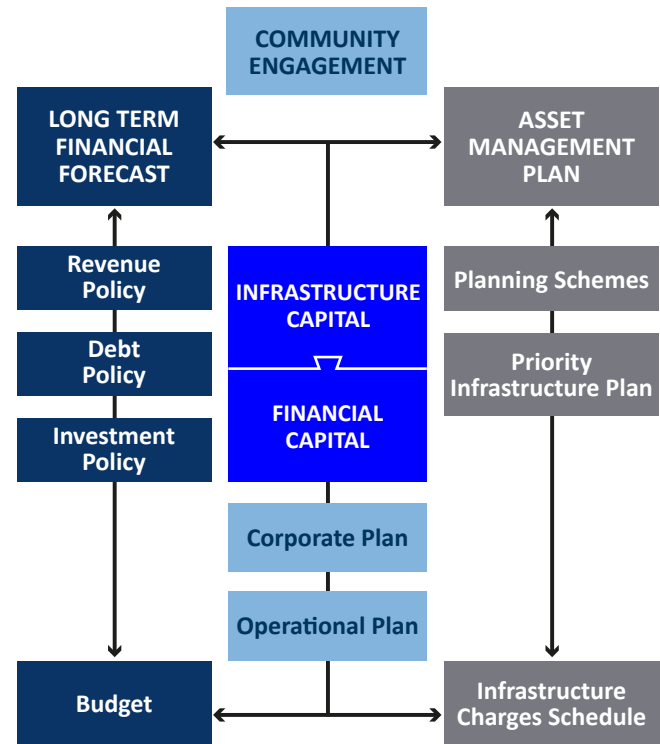 COMMUNITY
ENGAGEMENT
LONG TERM
FINANCIAL
FORECAST
ASSET
MANAGEMENT
PLAN
Revenue
Policy
Debt
Policy
Investment
Policy
INFRASTRUCTURE
CAPITAL
FINANCIAL
CAPITAL
Planning Schemes
Priority
Infrastructure Plan
Corporate Plan
Operational Plan
Budget
Infrastructure
Charges Schedule